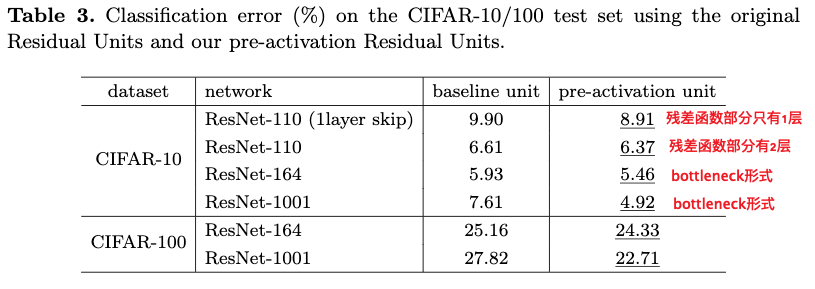 Table 3. Classification error (%) on the CIFAR-10/100 test set using the original
Residual Units and our pre-activation Residual Units.
dataset network baseline unit pre-activation unit
CIFAR-10
ResNet-110 (1layer skip) 9.90 8.91 残差函数部分只有1层
ResNet-110 6.61 6.37 残差函数部分有2层
ResNet-164 5.93 5.46 bottleneck形式
ResNet-1001 7.61 4.92 bottleneck形式
CIFAR-100
ResNet-164 25.16 24.33
ResNet-1001 27.82 22.71